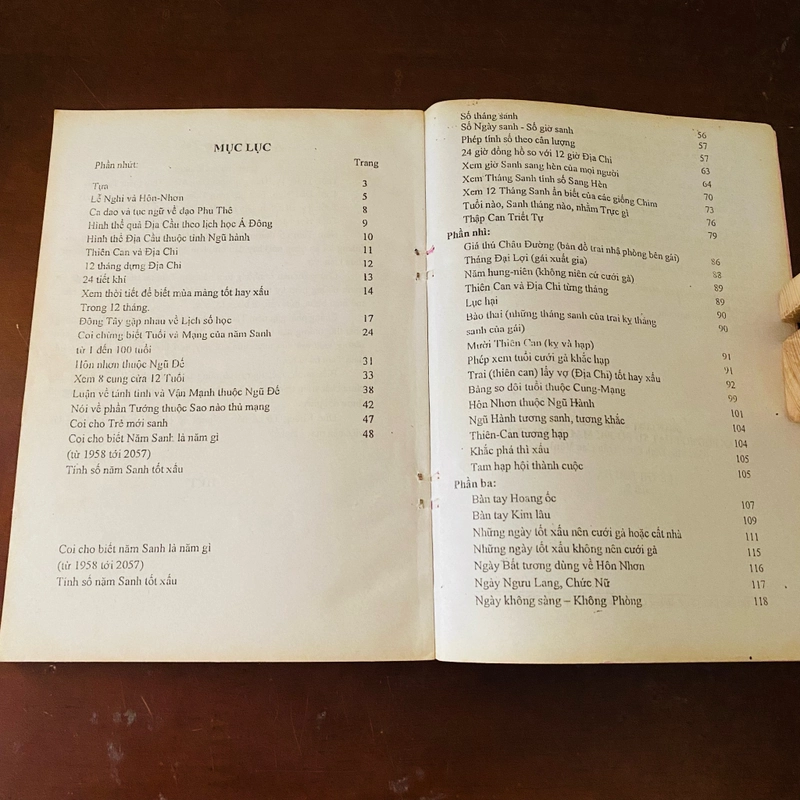 MỤC LỤC
Phần nhứt: Trang
Tựa 3
Lễ Nghi và Hôn-Nhơn 5
Ca dao và tục ngữ về đạo Phu Thê 8
Hình thể quả Địa Cầu theo lịch học Á Đông 9
Hình thể Địa Cầu thuộc tính Ngũ hành 10
Thiên Can và Địa Chi 11
12 tháng dựng Địa Chi 12
24 tiết khí 13
Xem thời tiết để biết mùa màng tốt hay xấu 14
Trong 12 tháng.
Đông Tây gặp nhau về Lịch số học 17
Coi chừng biết Tuổi và Mạng của năm Sanh 24
từ 1 đến 100 tuổi
Hôn nhơn thuộc Ngũ Đế 31
Xem 8 cung cửa 12 Tuổi 33
Luận về tánh tình và Vận Mạnh thuộc Ngũ Đế 38
Nói về phần Tướng thuộc Sao nào thủ mạng 42
Coi cho Trẻ mới sanh 47
Coi cho biết Năm Sanh là năm gì 48
(từ 1958 tới 2057)
Tính số năm Sanh tốt xấu
Coi cho biết năm Sanh là năm gì
(từ 1958 tới 2057)
Tính số năm Sanh tốt xấu
Số tháng sanh
Số Ngày sanh - Số giờ sanh 56
Phép tính số theo cân lượng 57
24 giờ đồng hồ so với 12 giờ Địa Chi 57
Xem giờ Sanh sang hèn của mọi người 63
Xem Tháng Sanh tính số Sang Hèn 64
Xem 12 Tháng Sanh ẩn biết của các giống Chim 70
Tuổi nào, Sanh tháng nào, nhằm Trực gì 73
Thập Can Triết Tự 76
Phần nhì: 79
Giá thú Châu Đường (bàn đồ trai nhập phòng bên gái)
Tháng Đại Lợi (gái xuất gia) 86
Năm hung-niên (không niên cứ cưới gả) 88
Thiên Can và Địa Chi từng tháng 89
Lục hại 89
Bào thai (những tháng sanh của trai kỵ tháng 90
sanh của gái) 90
Mười Thiên Can (kỵ và hạp)
Phép xem tuổi cưới gả khắc hạp 91
Trai (thiên can) lấy vợ (Địa Chi) tốt hay xấu 91
Bảng so đôi tuổi thuộc Cung-Mạng 92
Hôn Nhơn thuộc Ngũ Hành 99
Ngũ Hành tương sanh, tương khắc 101
Thiên-Can tương hạp 104
Khắc phá thì xấu 104
Tam hạp hội thành cuộc 105
Phần ba: 105
Bàn tay Hoang ốc 107
Bàn tay Kim lâu 109
Những ngày tốt xấu nên cưới gả hoặc cất nhà 111
Những ngày tốt xấu không nên cưới gả 115
Ngày Bất tương dùng về Hôn Nhơn 116
Ngày Ngưu Lang, Chức Nữ 117
Ngày không sàng – Không Phòng 118